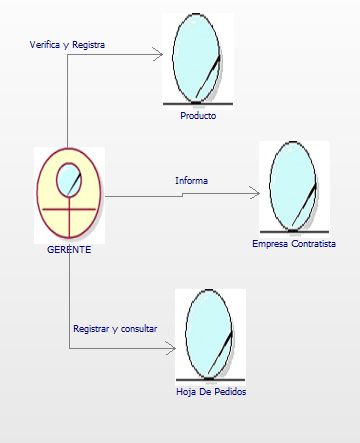 Verifica y Registra
Producto
Informa
Empresa Contratista
GERENTE
Registrar y consultar
Hoja De Pedidos